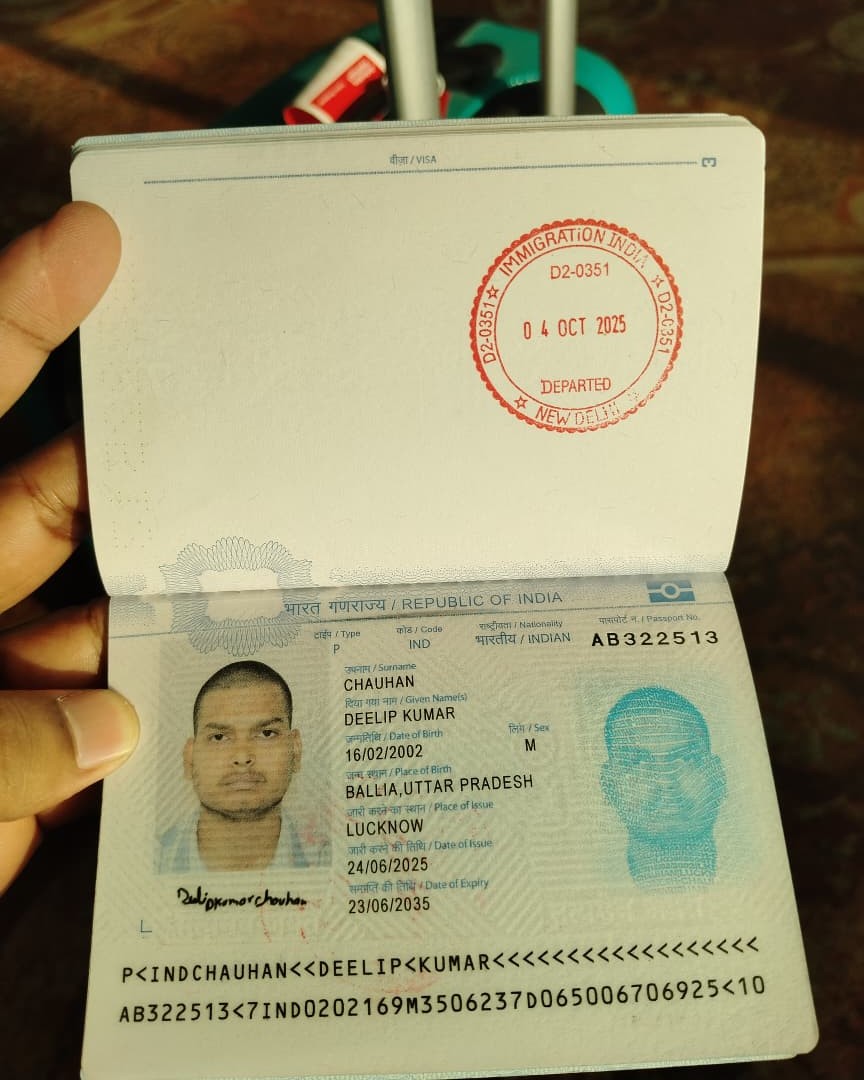 वीज़ा / VISA
3
IMMIGRATION INDIA
D2-0351
D2-0351
D2-0351
04 OCT 2025
DEPARTED
NEW DELHI
भारत गणराज्य / REPUBLIC OF INDIA
टाईप / Type
कोड / Code
राष्ट्रीयता / Nationality
पासपोर्ट न. / Passport No.
P
IND
भारतीय / INDIAN
AB322513
उपनाम / Surname
CHAUHAN
दिया गया नाम / Given Name(s)
DEELIP KUMAR
जन्मतिथि / Date of Birth
लिंग / Sex
16/02/2002
M
जन्म स्थान / Place of Birth
BALLIA,UTTAR PRADESH
जारी करने का स्थान / Place of Issue
LUCKNOW
जारी करने की तिथि / Date of Issue
24/06/2025
समाप्ति की तिथि / Date of Expiry
23/06/2035
Deelipkumarchauhan
P<INDCHAUHAN<<DEELIP<KUMAR<<<<<<<<<<<<<<<<<<
AB322513<7IND0202169M3506237D065006706925<10